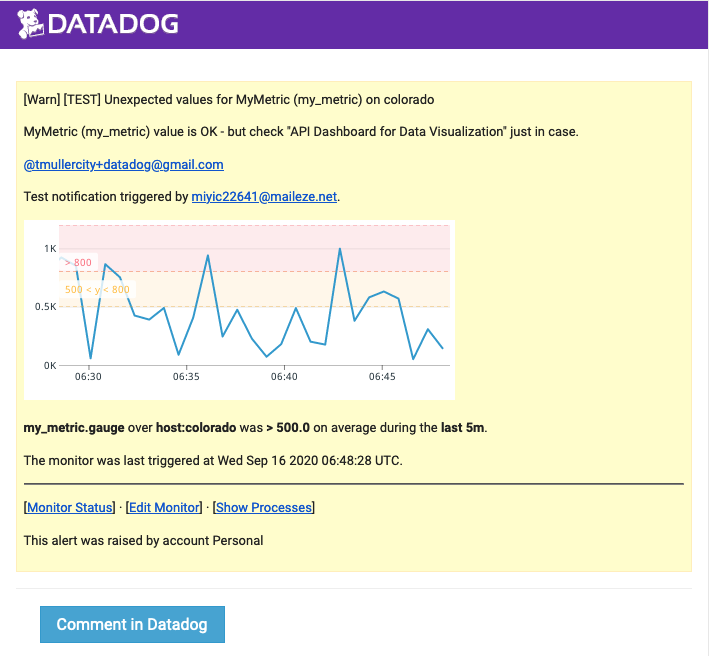 DATADOG
[Warn] [TEST] Unexpected values for MyMetric (my_metric) on colorado
MyMetric (my_metric) value is OK - but check "API Dashboard for Data Visualization" just in case.
@tmullercity+datadog@gmail.com
Test notification triggered by miyic22641@maileze.net.
1K
> 800
500 < y < 800
0.5K
0K
06:30 06:35 06:40 06:45
my_metric.gauge over host:colorado was > 500.0 on average during the last 5m.
The monitor was last triggered at Wed Sep 16 2020 06:48:28 UTC.
[Monitor Status] · [Edit Monitor] · [Show Processes]
This alert was raised by account Personal
Comment in Datadog